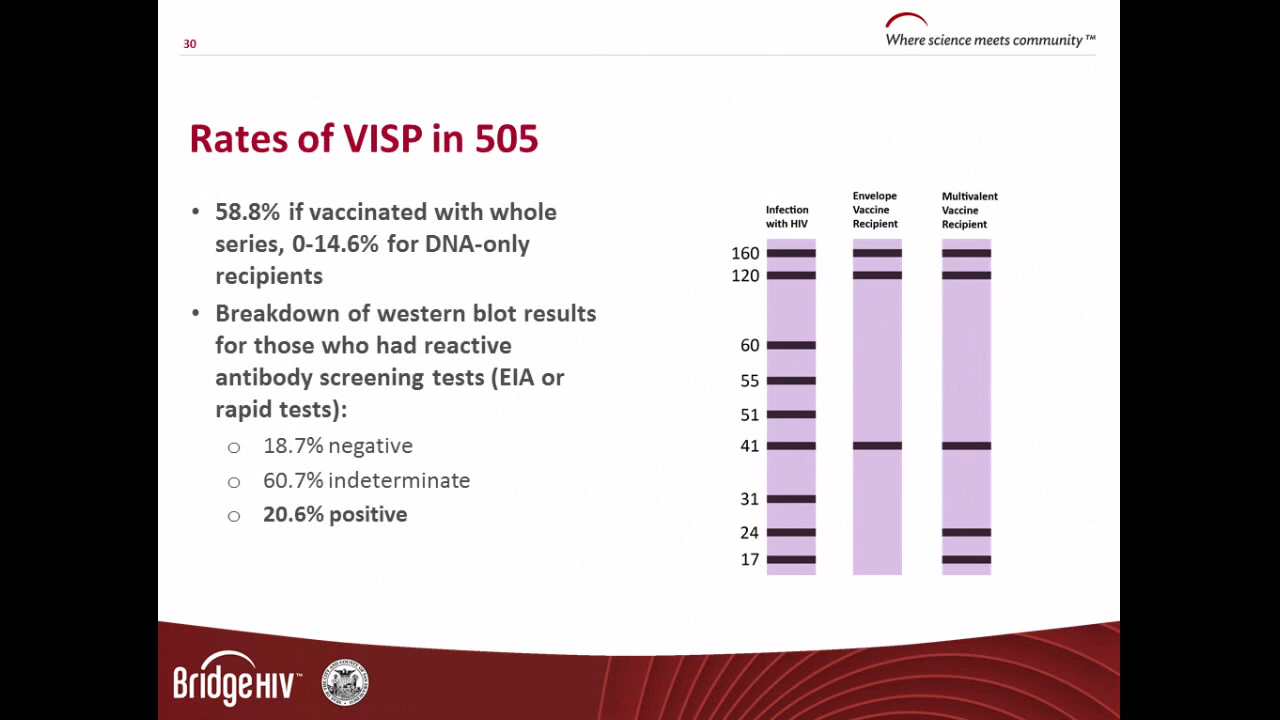 30
Where science meets community™
Rates of VISP in 505
• 58.8% if vaccinated with whole
series, 0-14.6% for DNA-only
recipients
• Breakdown of western blot results
for those who had reactive
antibody screening tests (EIA or
rapid tests):
o 18.7% negative
o 60.7% indeterminate
o 20.6% positive
Infection
with HIV
Envelope
Vaccine
Recipient
Multivalent
Vaccine
Recipient
160
120
60
55
51
41
31
24
17
BridgeHIV™